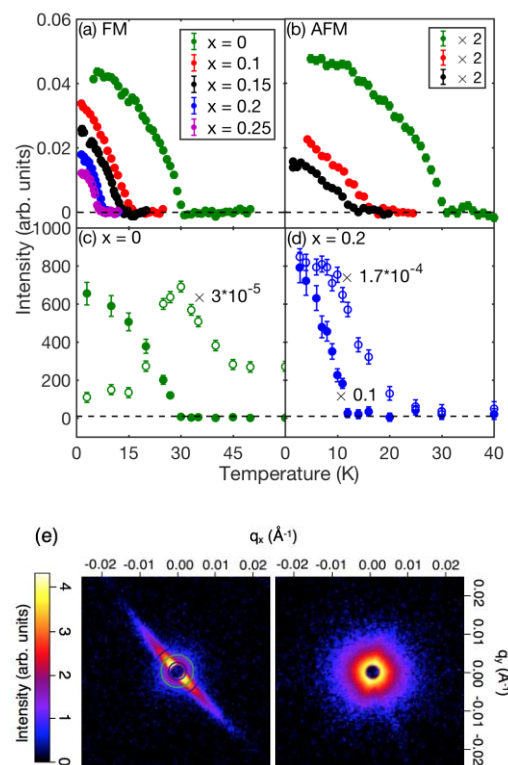 (a) FM
x = 0
x = 0.1
x = 0.15
x = 0.2
x = 0.25
(b) AFM
× 2
× 2
× 2
0.06
0.04
0.02
0
Intensity (arb. units)
(c) x = 0
3*10⁻⁵
×
(d) x = 0.2
1.7*10⁻⁴
×
0.1
×
1000
800
600
400
200
0
0 15 30 45 0 10 20 30 40
Temperature (K)
(e)
qₓ (Å⁻¹)
-0.02 -0.01 0.00 0.01 0.02 -0.02 -0.01 0.00 0.01 0.02
Intensity (arb. units)
4
3
2
1
0
0.02
0.01
0.00
-0.01
-0.02
q_y (Å⁻¹)